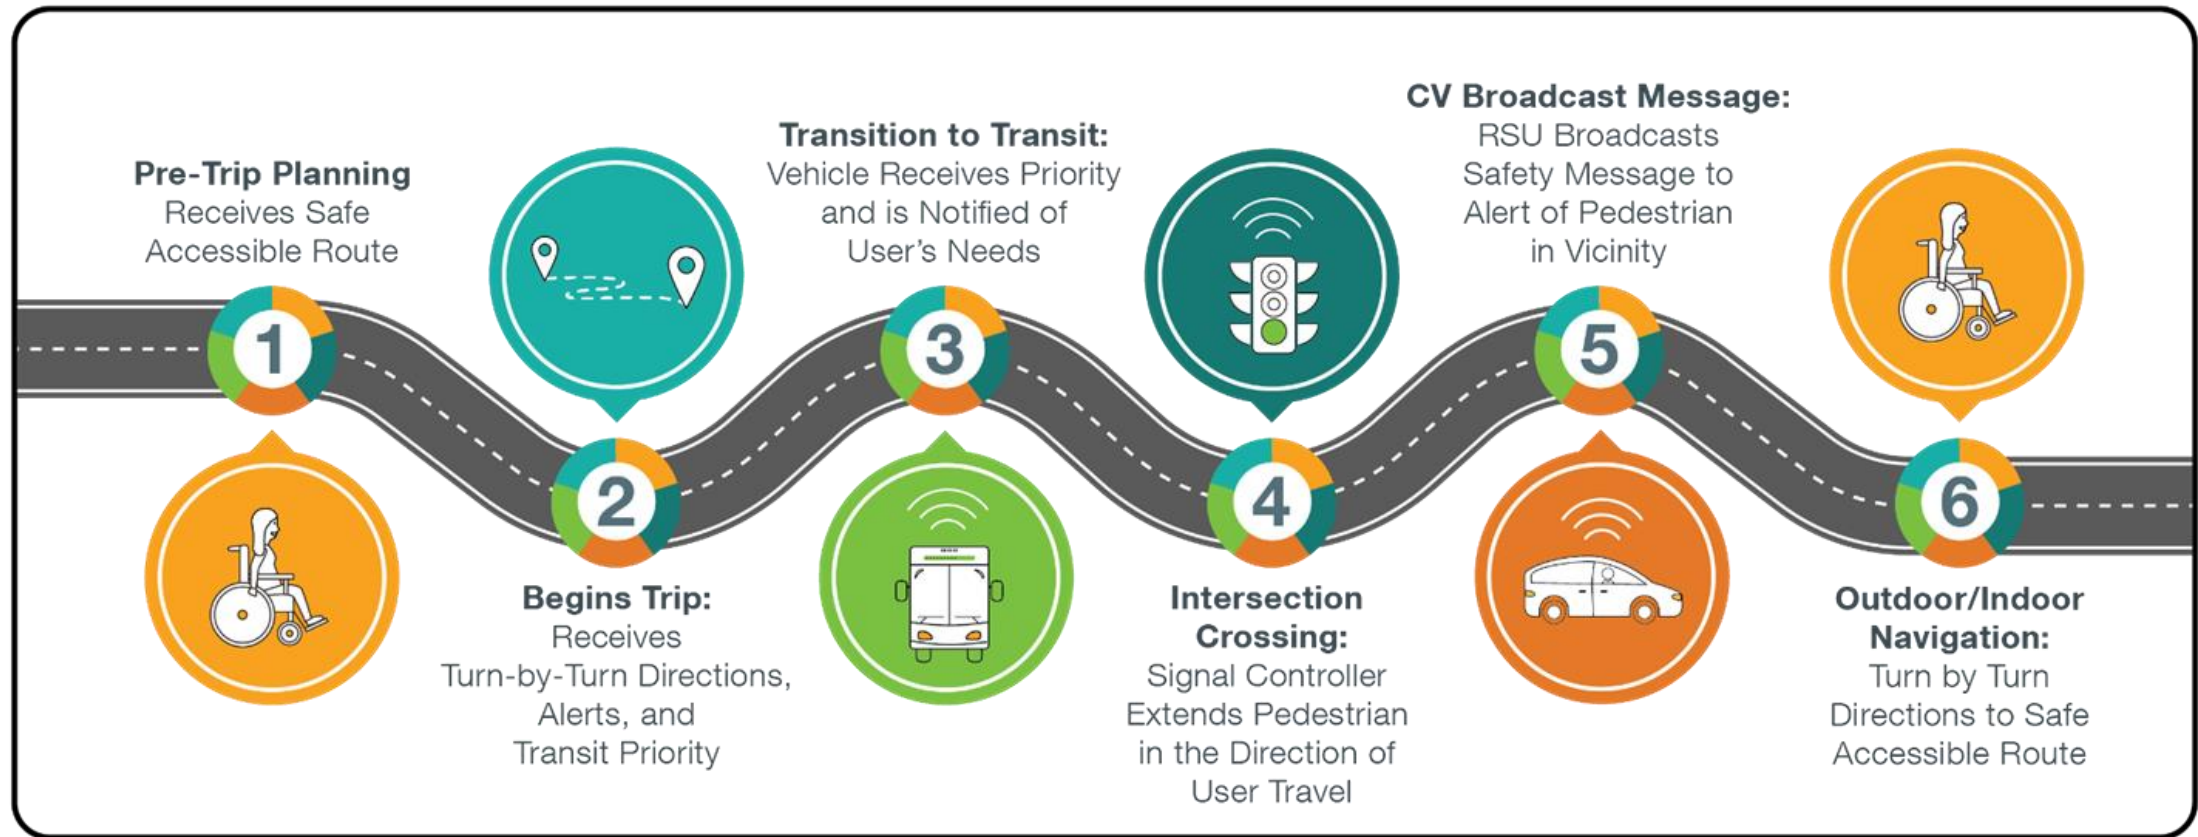 1
Pre-Trip Planning
Receives Safe
Accessible Route
2
Begins Trip:
Receives
Turn-by-Turn Directions,
Alerts, and
Transit Priority
3
Transition to Transit:
Vehicle Receives Priority
and is Notified of
User's Needs
4
Intersection
Crossing:
Signal Controller
Extends Pedestrian
in the Direction of
User Travel
5
CV Broadcast Message:
RSU Broadcasts
Safety Message to
Alert of Pedestrian
in Vicinity
6
Outdoor/Indoor
Navigation:
Turn by Turn
Directions to Safe
Accessible Route